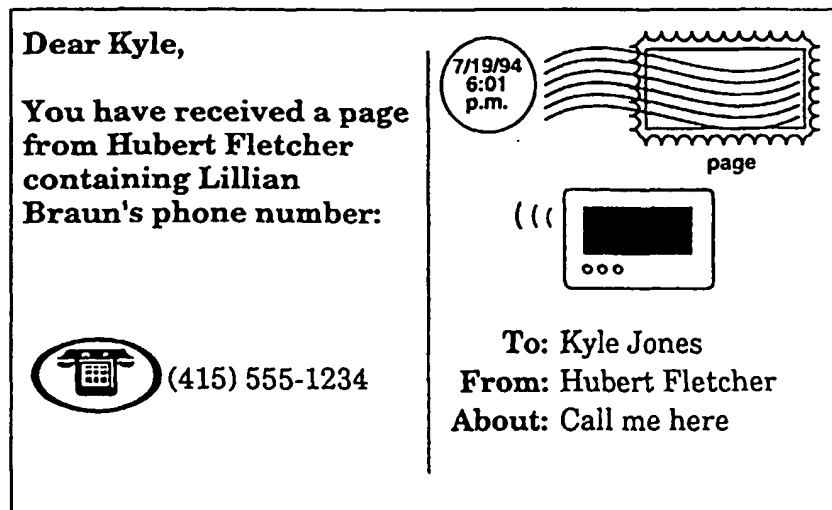 Dear Kyle,
You have received a page
from Hubert Fletcher
containing Lillian
Braun's phone number:
(415) 555-1234
7/19/94
6:01
p.m.
page
To: Kyle Jones
From: Hubert Fletcher
About: Call me here